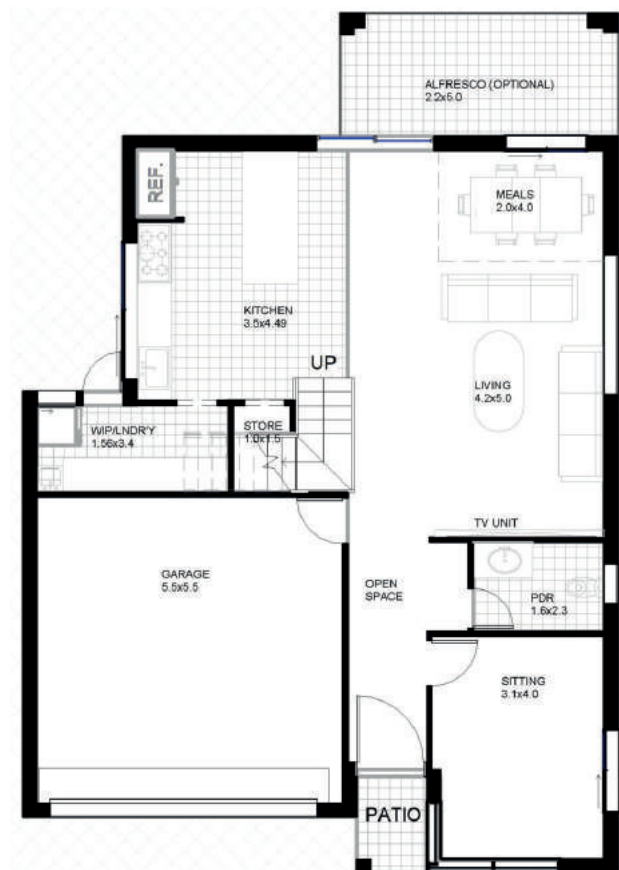 ALFRESCO (OPTIONAL)
2.2x5.0
REF.
MEALS
2.0x4.0
KITCHEN
3.5x4.49
UP
LIVING
4.2x5.0
WIP/LNDR'Y
1.56x3.4
STORE
1.0x1.5
TV UNIT
GARAGE
5.5x5.5
OPEN
SPACE
PDR
1.6x2.3
SITTING
3.1x4.0
PATIO